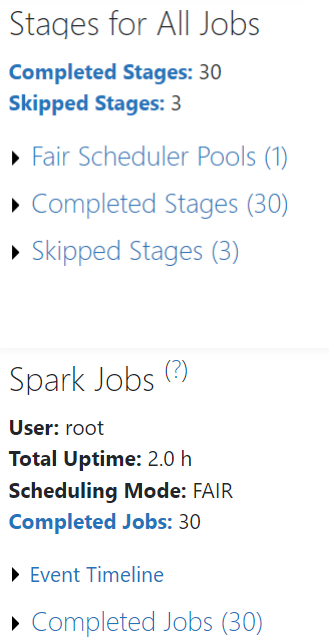 Stages for All Jobs
Completed Stages: 30
Skipped Stages: 3
Fair Scheduler Pools (1)
Completed Stages (30)
Skipped Stages (3)
Spark Jobs (?)
User: root
Total Uptime: 2.0 h
Scheduling Mode: FAIR
Completed Jobs: 30
Event Timeline
Completed Jobs (30)